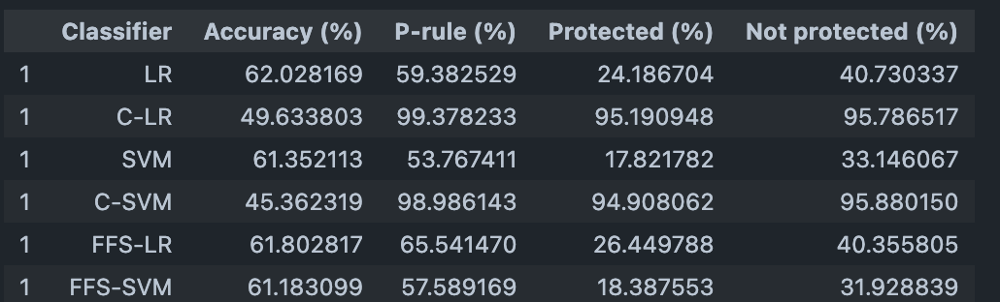 Classifier Accuracy (%) P-rule (%) Protected (%) Not protected (%)
1 LR 62.028169 59.382529 24.186704 40.730337
1 C-LR 49.633803 99.378233 95.190948 95.786517
1 SVM 61.352113 53.767411 17.821782 33.146067
1 C-SVM 45.362319 98.986143 94.908062 95.880150
1 FFS-LR 61.802817 65.541470 26.449788 40.355805
1 FFS-SVM 61.183099 57.589169 18.387553 31.928839